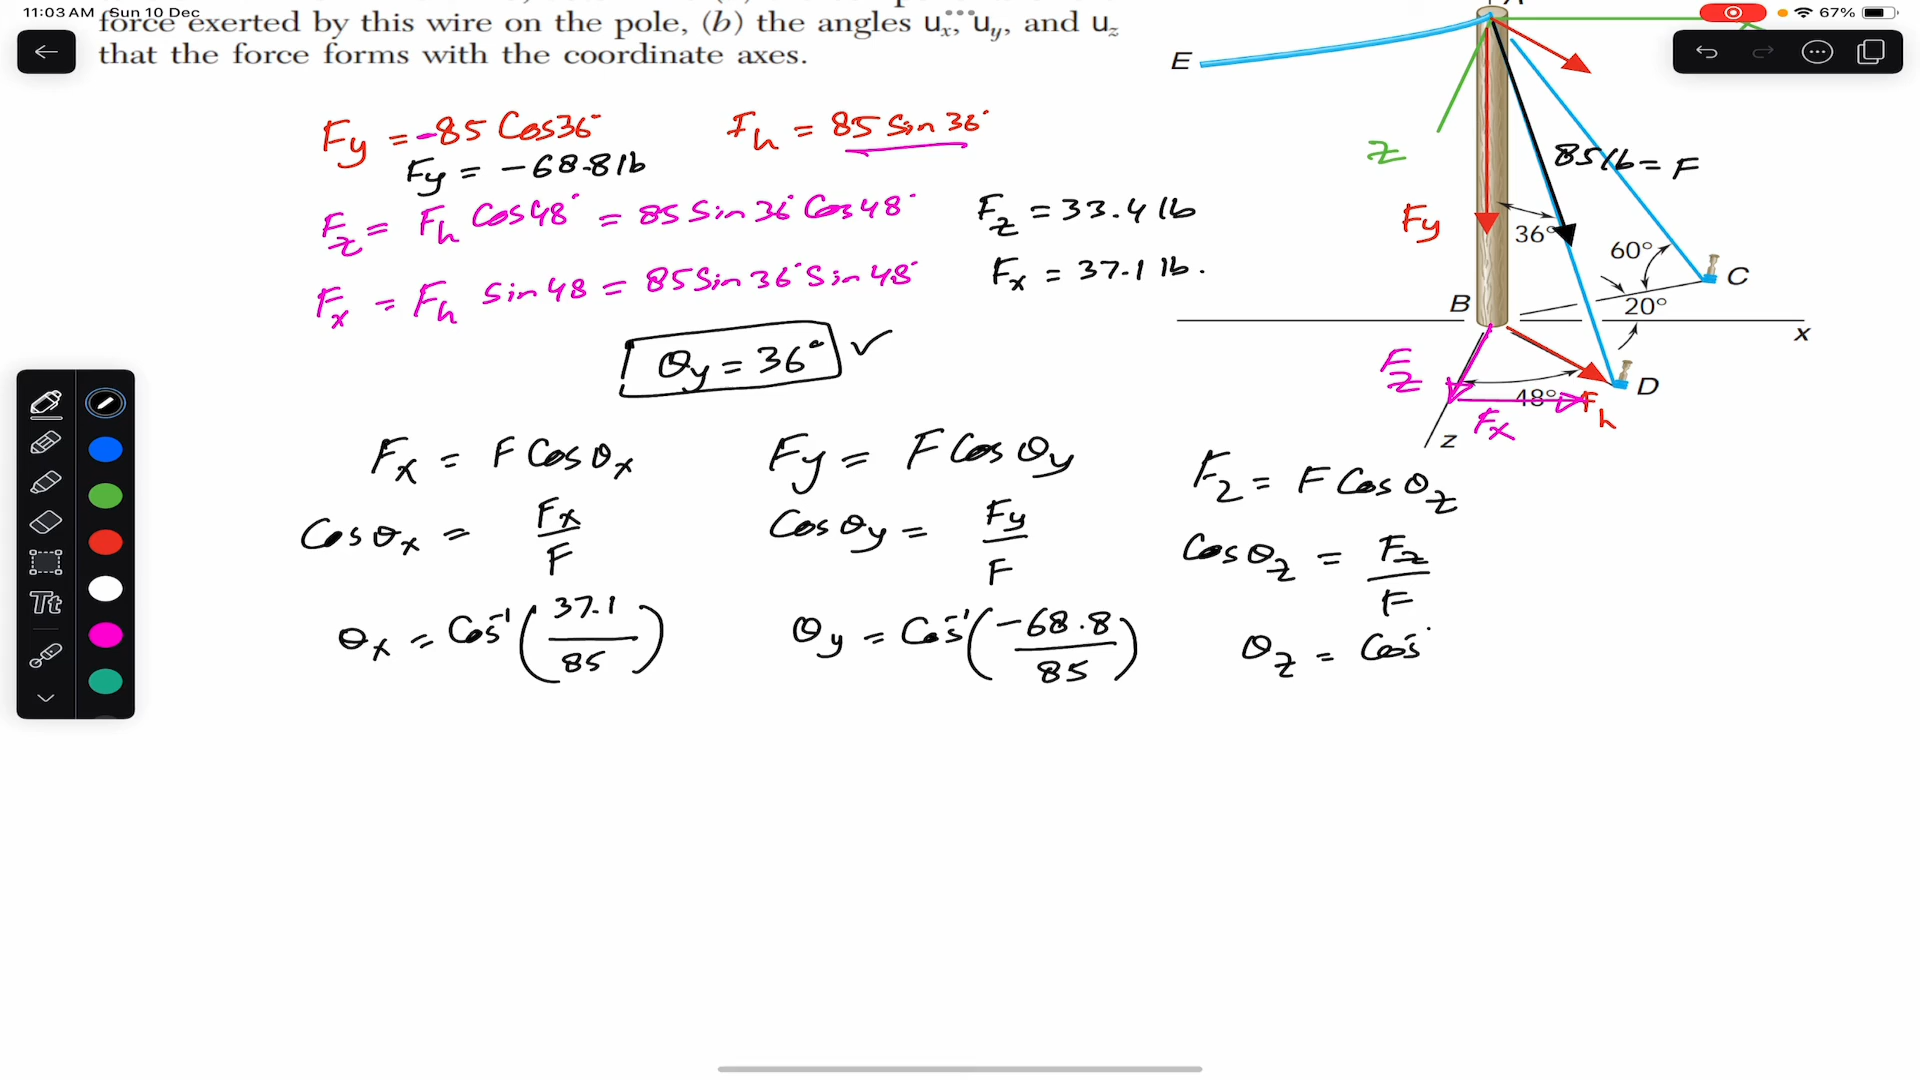 11:03 AM Sun 10 Dec
67%
force exerted by this wire on the pole, (b) the angles ux, uy, and uz
that the force forms with the coordinate axes.
E
Fy = -85 Cos36°
Fh = 85 Sin 36°
Fy = -68.8 lb
Fz = Fh Cos48° = 85 Sin 36° Cos 48°
Fz = 33.4 lb
Fx = Fh Sin 48 = 85 Sin 36° Sin 48°
Fx = 37.1 lb.
θy = 36° ✓
z
85 lb = F
Fy
36°
60°
C
B
20°
x
Fz
D
48°
Fh
Fx
z
Fx = F Cos θx
Fy = F Cos θy
Fz = F Cos θz
Cos θx = Fx/F
Cos θy = Fy/F
Cos θz = Fz/F
θx = Cos⁻¹(37.1/85)
θy = Cos⁻¹(-68.8/85)
θz = Cos⁻
Tt